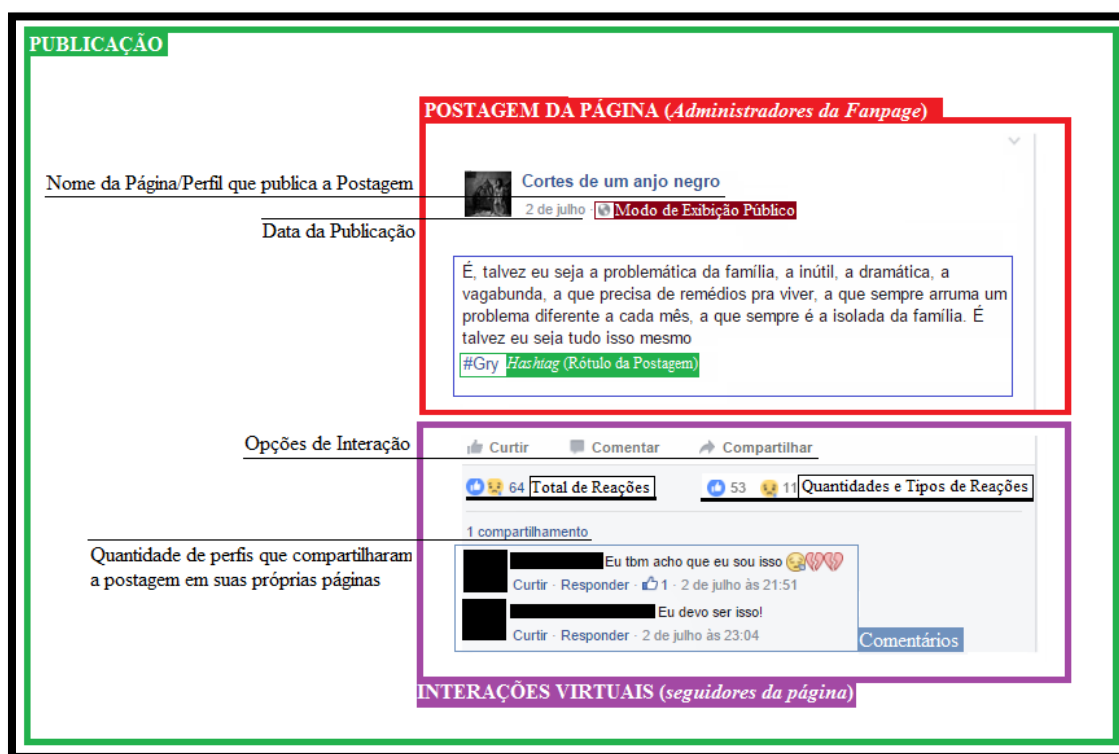 PUBLICAÇÃO
POSTAGEM DA PÁGINA (Administradores da Fanpage)
Nome da Página/Perfil que publica a Postagem
Cortes de um anjo negro
Data da Publicação
2 de julho · Modo de Exibição Público
É, talvez eu seja a problemática da família, a inútil, a dramática, a
vagabunda, a que precisa de remédios pra viver, a que sempre arruma um
problema diferente a cada mês, a que sempre é a isolada da família. É
talvez eu seja tudo isso mesmo
#Gry Hashtag (Rótulo da Postagem)
Opções de Interação
Curtir Comentar Compartilhar
64 Total de Reações 53 11 Quantidades e Tipos de Reações
1 compartilhamento
Quantidade de perfis que compartilharam
a postagem em suas próprias páginas
Eu tbm acho que eu sou isso
Curtir · Responder · 1 · 2 de julho às 21:51
Eu devo ser isso!
Curtir · Responder · 2 de julho às 23:04
Comentários
INTERAÇÕES VIRTUAIS (seguidores da página)